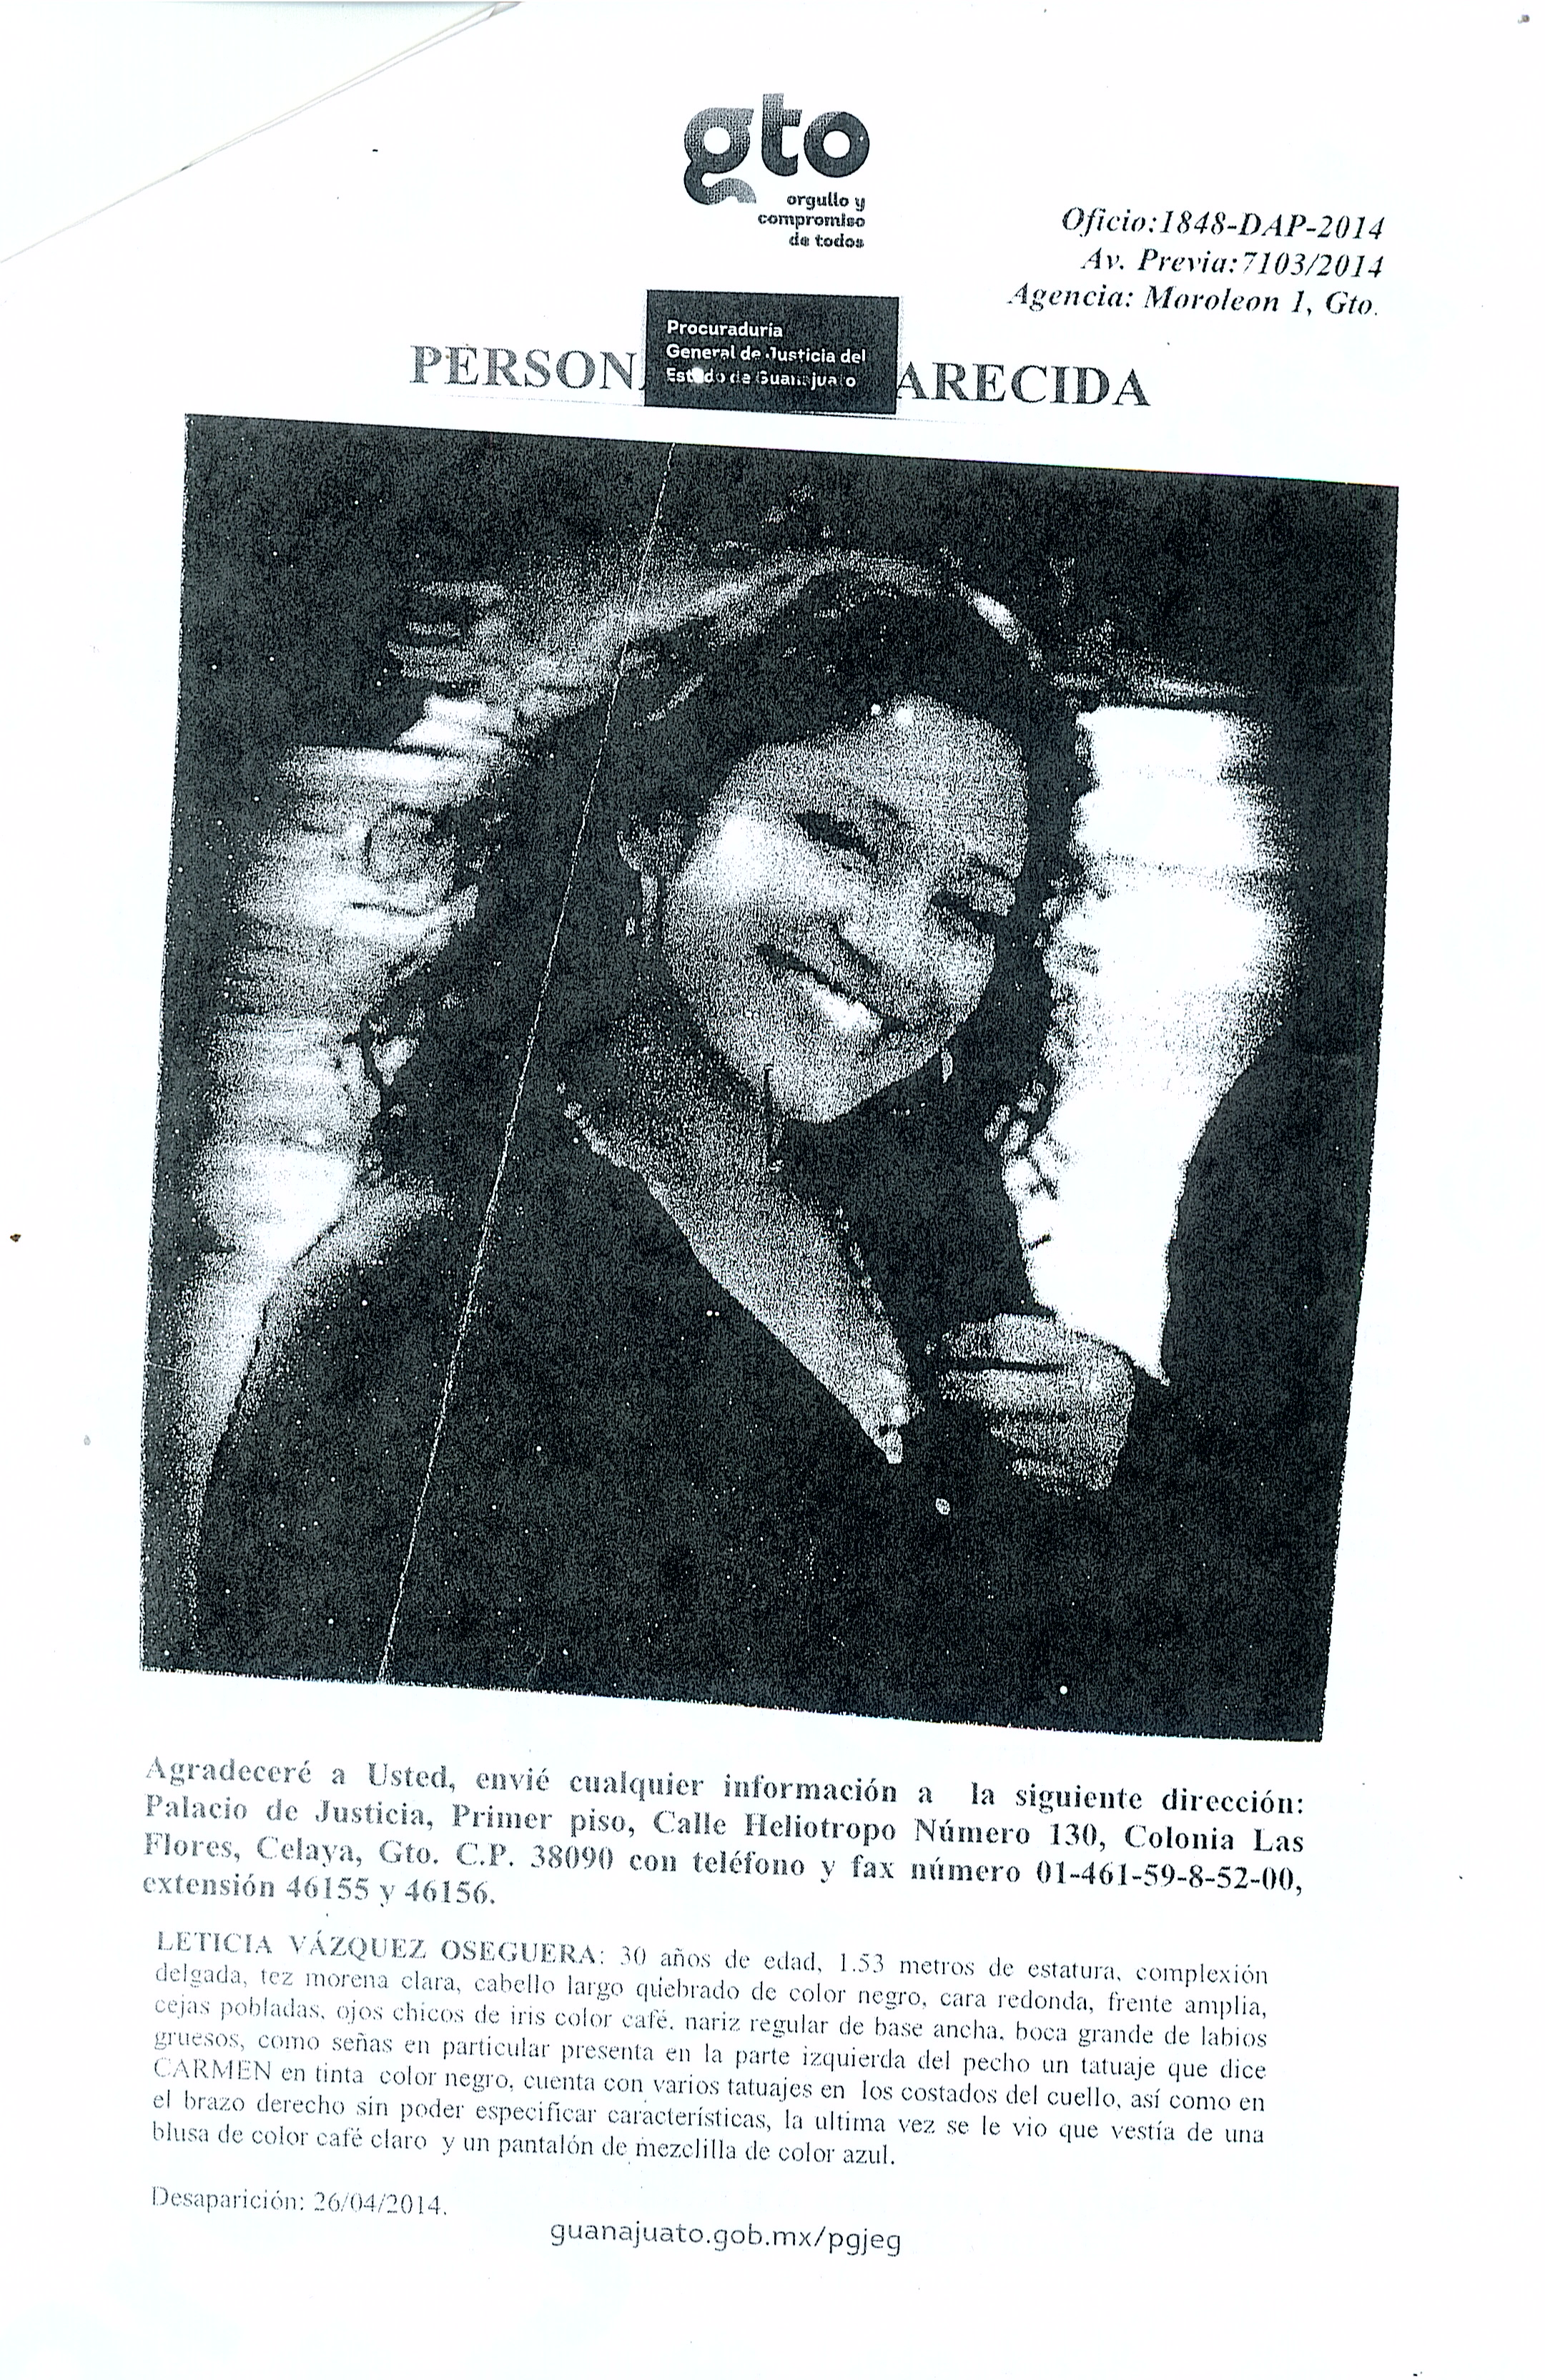 gto
orgullo y
compromiso
de todos
Oficio:1848-DAP-2014
Av. Previa:7103/2014
Agencia: Moroleon 1, Gto.
Procuraduría
General de Justicia del
Estado de Guanajuato
PERSONA ARECIDA
Agradeceré a Usted, envié cualquier información a la siguiente dirección:
Palacio de Justicia, Primer piso, Calle Heliotropo Número 130, Colonia Las
Flores, Celaya, Gto. C.P. 38090 con teléfono y fax número 01-461-59-8-52-00,
extensión 46155 y 46156.
LETICIA VÁZQUEZ OSEGUERA: 30 años de edad, 1.53 metros de estatura, complexión
delgada, tez morena clara, cabello largo quiebrado de color negro, cara redonda, frente amplia,
cejas pobladas, ojos chicos de iris color café, nariz regular de base ancha, boca grande de labios
gruesos, como señas en particular presenta en la parte izquierda del pecho un tatuaje que dice
CARMEN en tinta color negro, cuenta con varios tatuajes en los costados del cuello, así como en
el brazo derecho sin poder especificar características, la ultima vez se le vio que vestía de una
blusa de color café claro y un pantalón de mezclilla de color azul.
Desaparición: 26/04/2014.
guanajuato.gob.mx/pgjeg